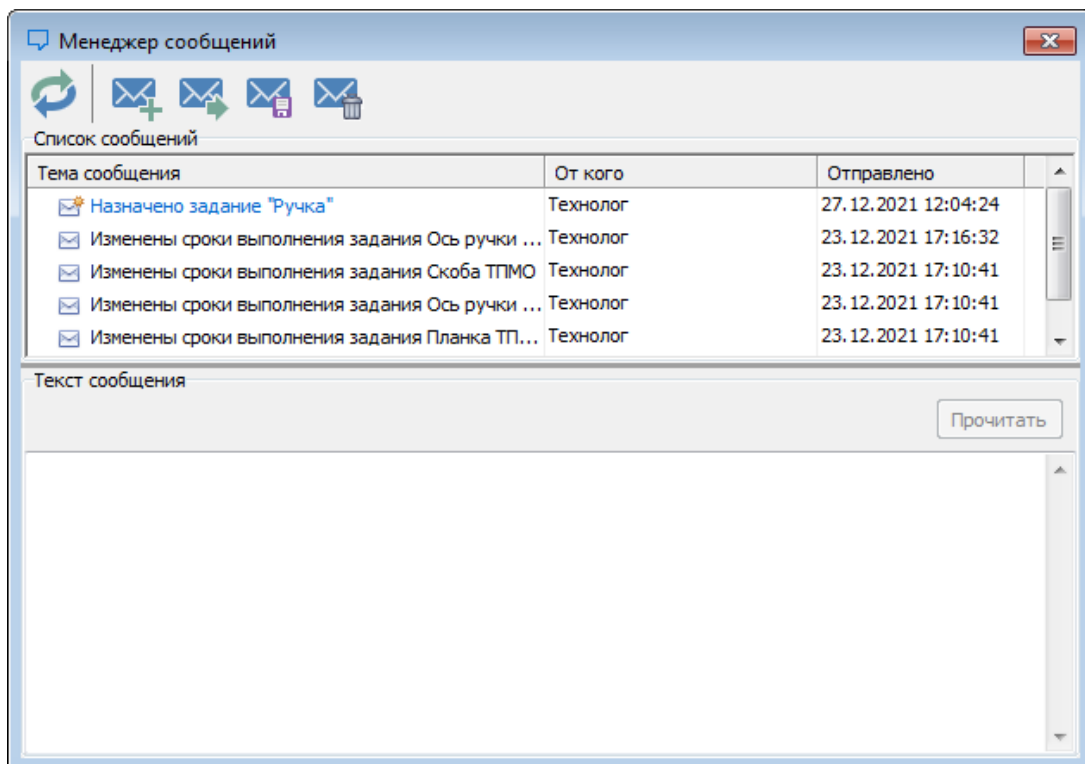 Менеджер сообщений
Список сообщений
Тема сообщения От кого Отправлено
Назначено задание "Ручка" Технолог 27.12.2021 12:04:24
Изменены сроки выполнения задания Ось ручки ... Технолог 23.12.2021 17:16:32
Изменены сроки выполнения задания Скоба ТПМО Технолог 23.12.2021 17:10:41
Изменены сроки выполнения задания Ось ручки ... Технолог 23.12.2021 17:10:41
Изменены сроки выполнения задания Планка ТП... Технолог 23.12.2021 17:10:41
Текст сообщения
Прочитать